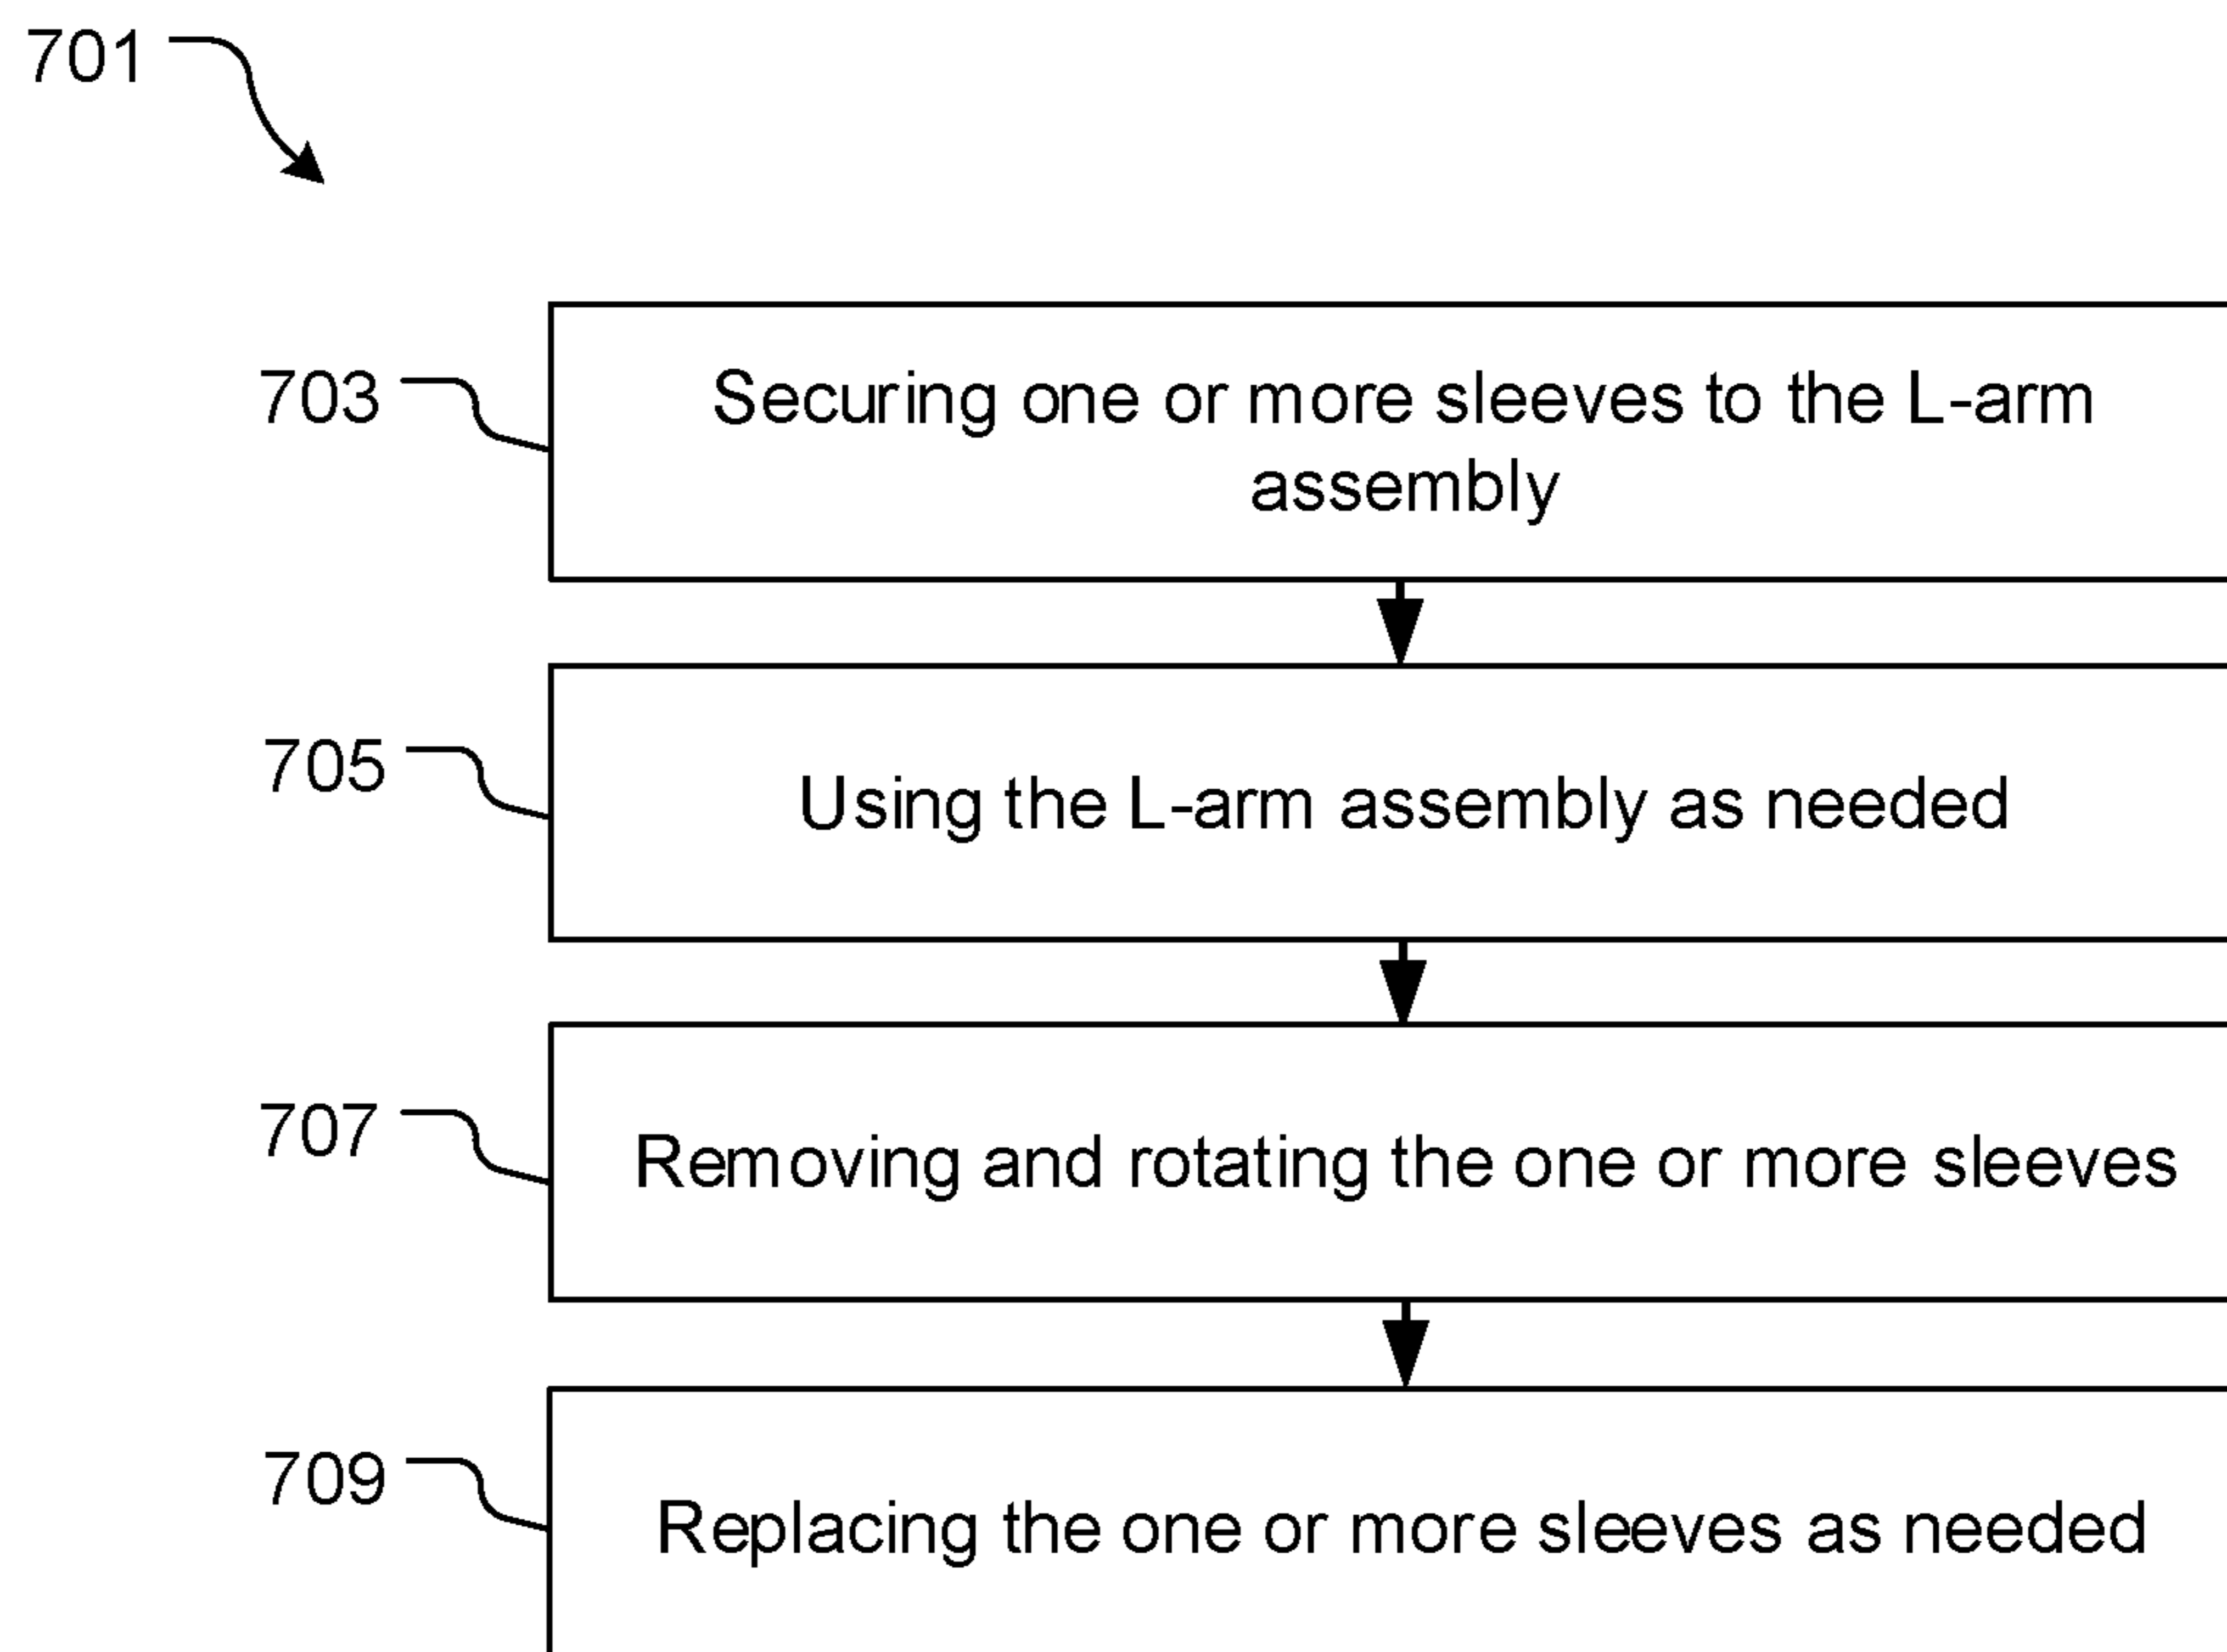 701
703
Securing one or more sleeves to the L-arm
assembly
705
Using the L-arm assembly as needed
707
Removing and rotating the one or more sleeves
709
Replacing the one or more sleeves as needed